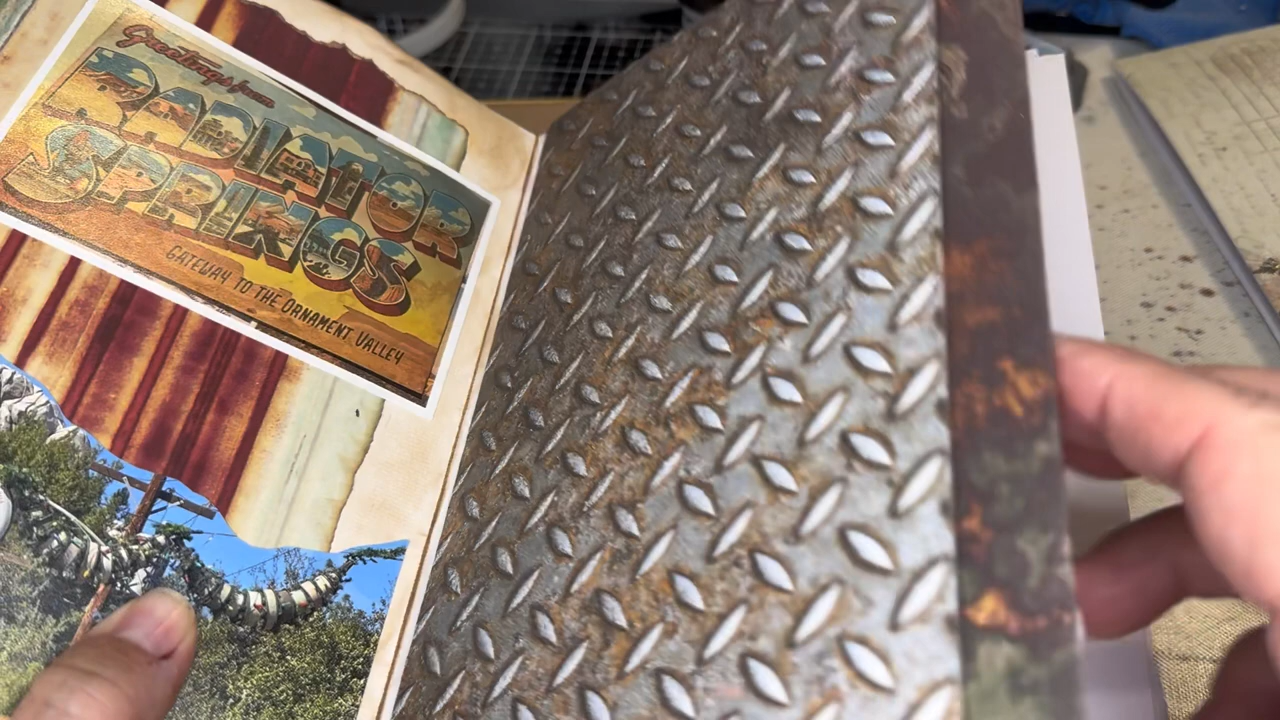 Greetings from
RADIATOR
SPRINGS
GATEWAY TO THE ORNAMENT VALLEY